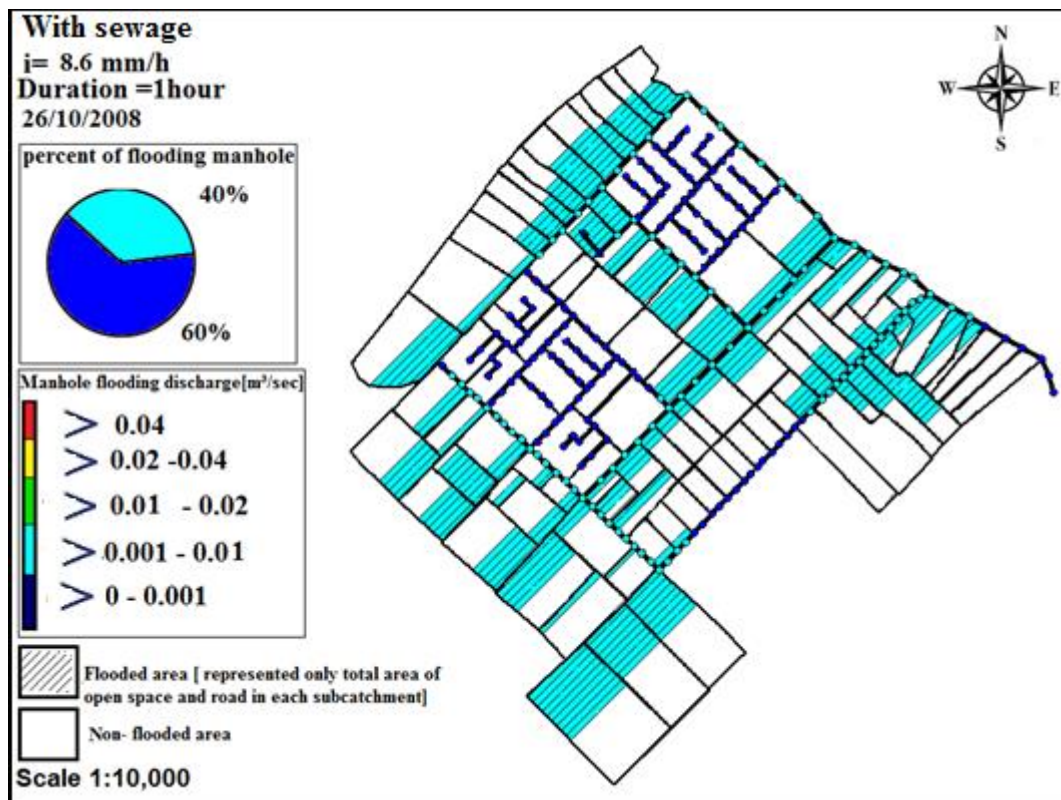 With sewage
i= 8.6 mm/h
Duration =1hour
26/10/2008
percent of flooding manhole
40%
60%
Manhole flooding discharge[m³/sec]
> 0.04
> 0.02 -0.04
> 0.01 - 0.02
> 0.001 - 0.01
> 0 - 0.001
Flooded area [ represented only total area of
open space and road in each subcatchment]
Non- flooded area
Scale 1:10,000
N
W E
S